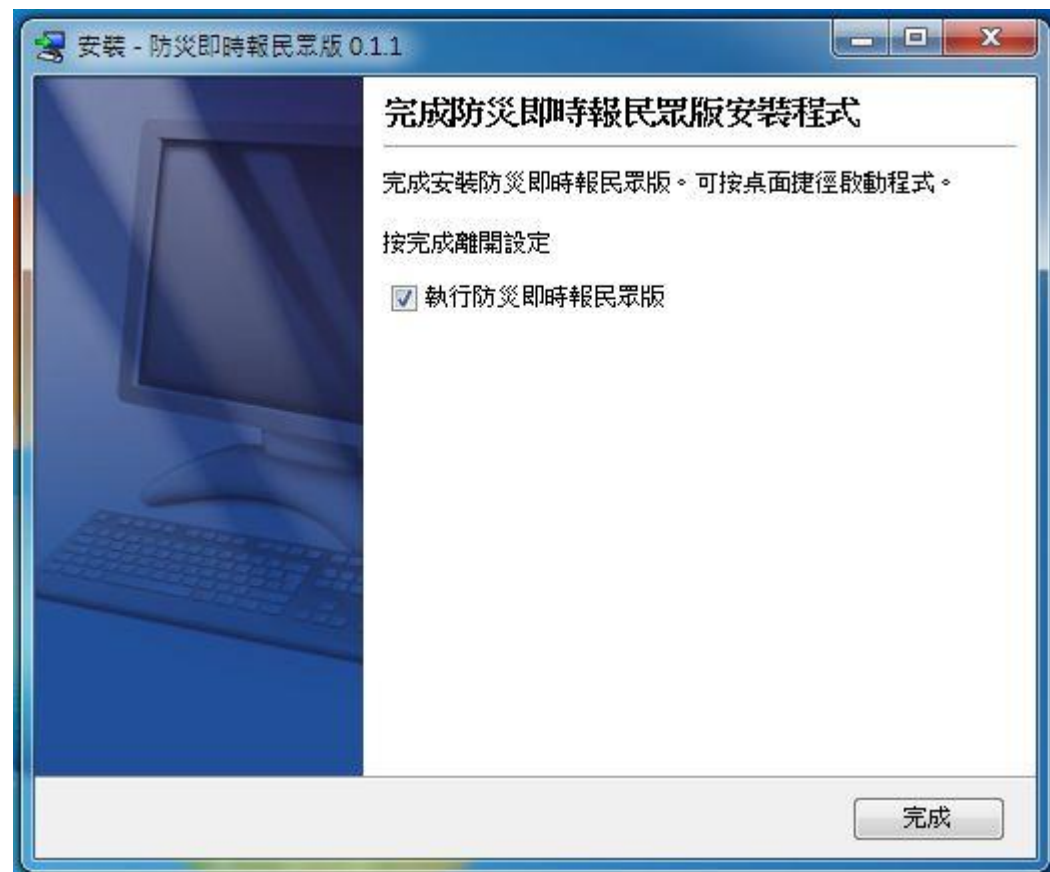 安裝 - 防災即時報民眾版 0.1.1
完成防災即時報民眾版安裝程式
完成安裝防災即時報民眾版。可按桌面捷徑啟動程式。
按完成離開設定
執行防災即時報民眾版
完成